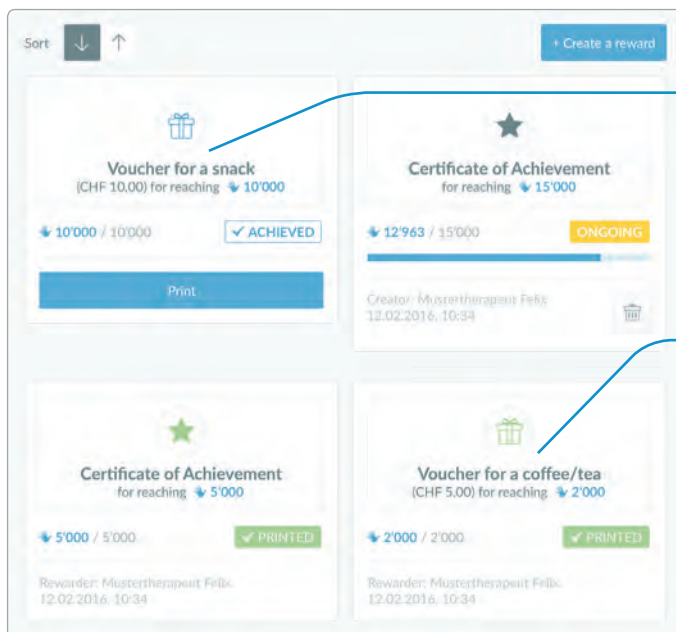 Sort
+ Create a reward
Voucher for a snack
(CHF 10.00) for reaching 10'000
10'000 / 10'000
ACHIEVED
Print
Certificate of Achievement
for reaching 15'000
12'963 / 15'000
ONGOING
Creator: Mustertherapeut Felix
12.02.2016, 10:34
Certificate of Achievement
for reaching 5'000
5'000 / 5'000
PRINTED
Rewarder: Mustertherapeut Felix
12.02.2016, 10:34
Voucher for a coffee/tea
(CHF 5.00) for reaching 2'000
2'000 / 2'000
PRINTED
Rewarder: Mustertherapeut Felix
12.02.2016, 10:34